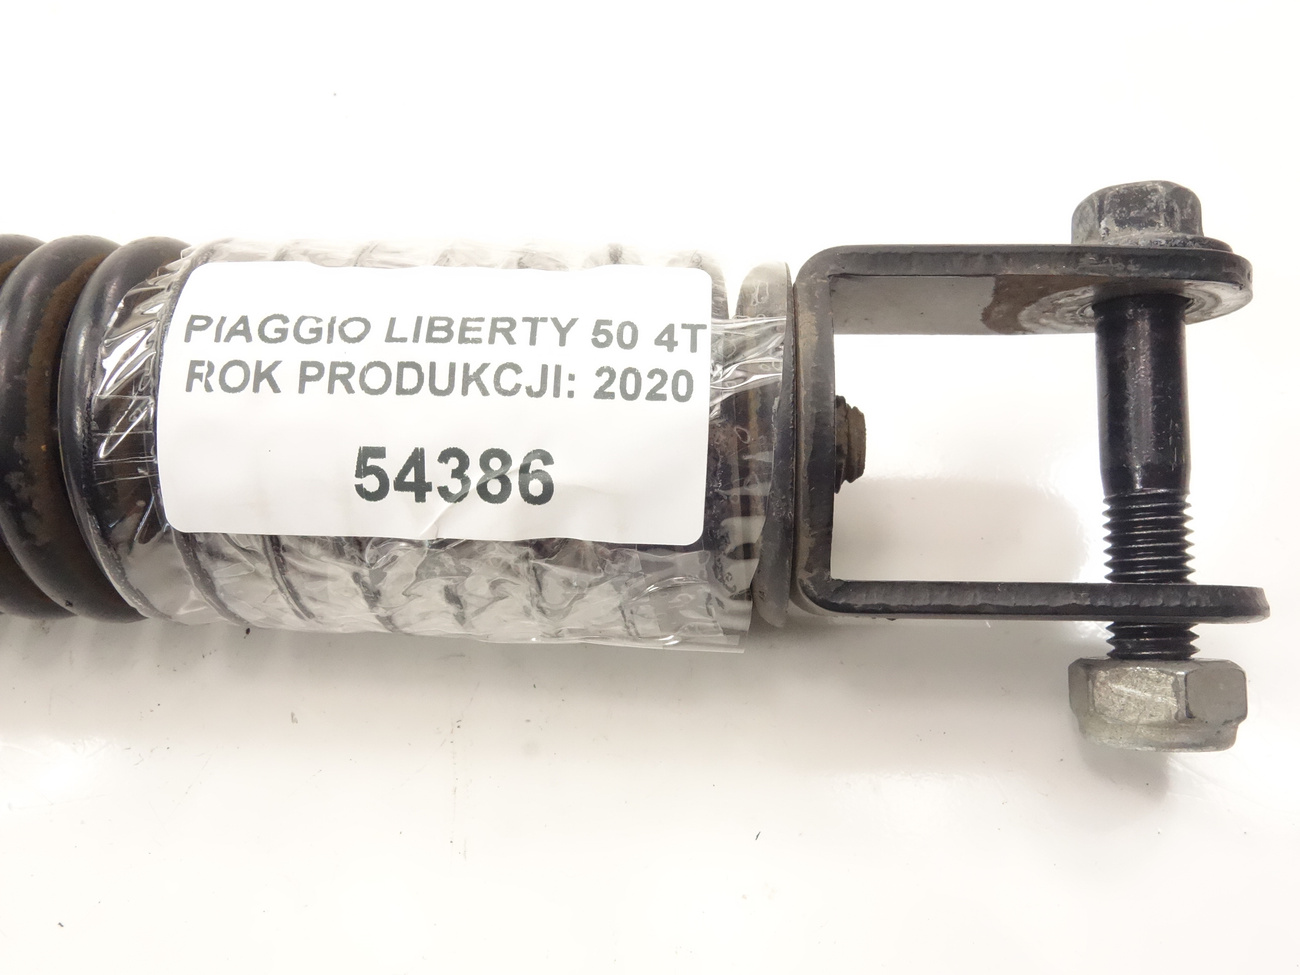 PIAGGIO LIBERTY 50 4T
ROK PRODUKCJI: 2020
54386